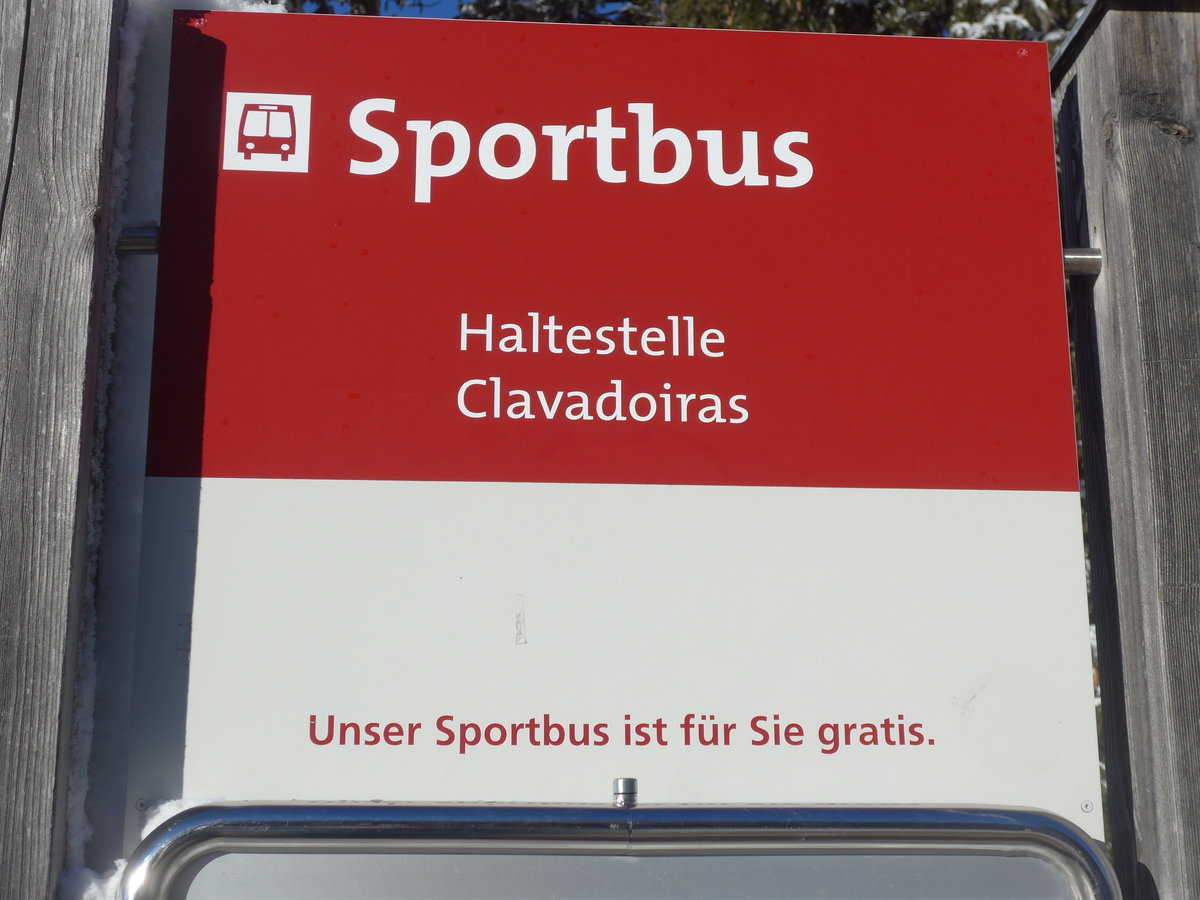 Sportbus
Haltestelle
Clavadoiras
Unser Sportbus ist für Sie gratis.